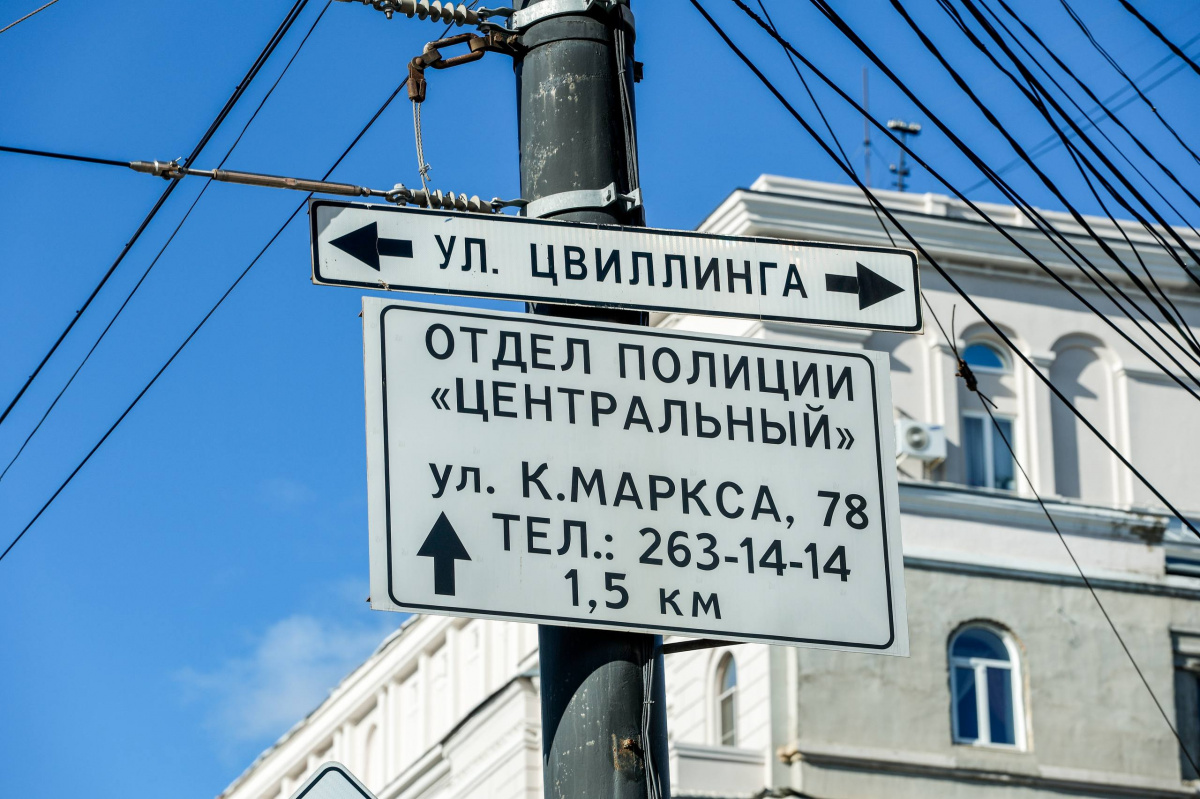 УЛ. ЦВИЛЛИНГА
ОТДЕЛ ПОЛИЦИИ
«ЦЕНТРАЛЬНЫЙ»
ул. К.МАРКСА, 78
ТЕЛ.: 263-14-14
1,5 км